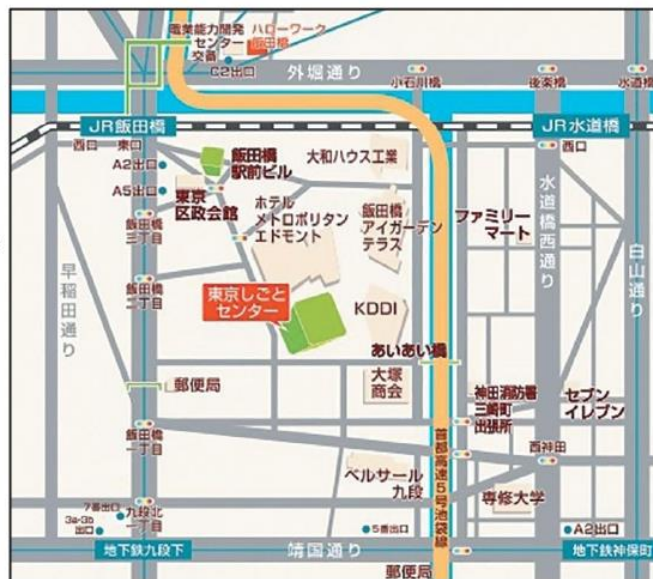 職業能力開発
センター
ハローワーク
飯田橋
交番
C2出口
外堀通り
小石川橋
後楽橋
水道橋
JR飯田橋
JR水道橋
西口
東口
西口
A2出口
A5出口
飯田橋
駅前ビル
大和ハウス工業
東京
区政会館
ホテル
メトロポリタン
エドモント
飯田橋
アイガーデン
テラス
ファミリー
マート
水道橋西通り
白山通り
早稲田通り
飯田橋
三丁目
飯田橋
二丁目
東京しごと
センター
KDDI
あいあい橋
郵便局
大塚
商会
神田消防署
三崎町
出張所
セブン
イレブン
飯田橋
一丁目
首都高速5号池袋線
西神田
ベルサール
九段
専修大学
7番出口
3a・3b
出口
九段北
一丁目
5番出口
A2出口
地下鉄九段下
靖国通り
地下鉄神保町
郵便局